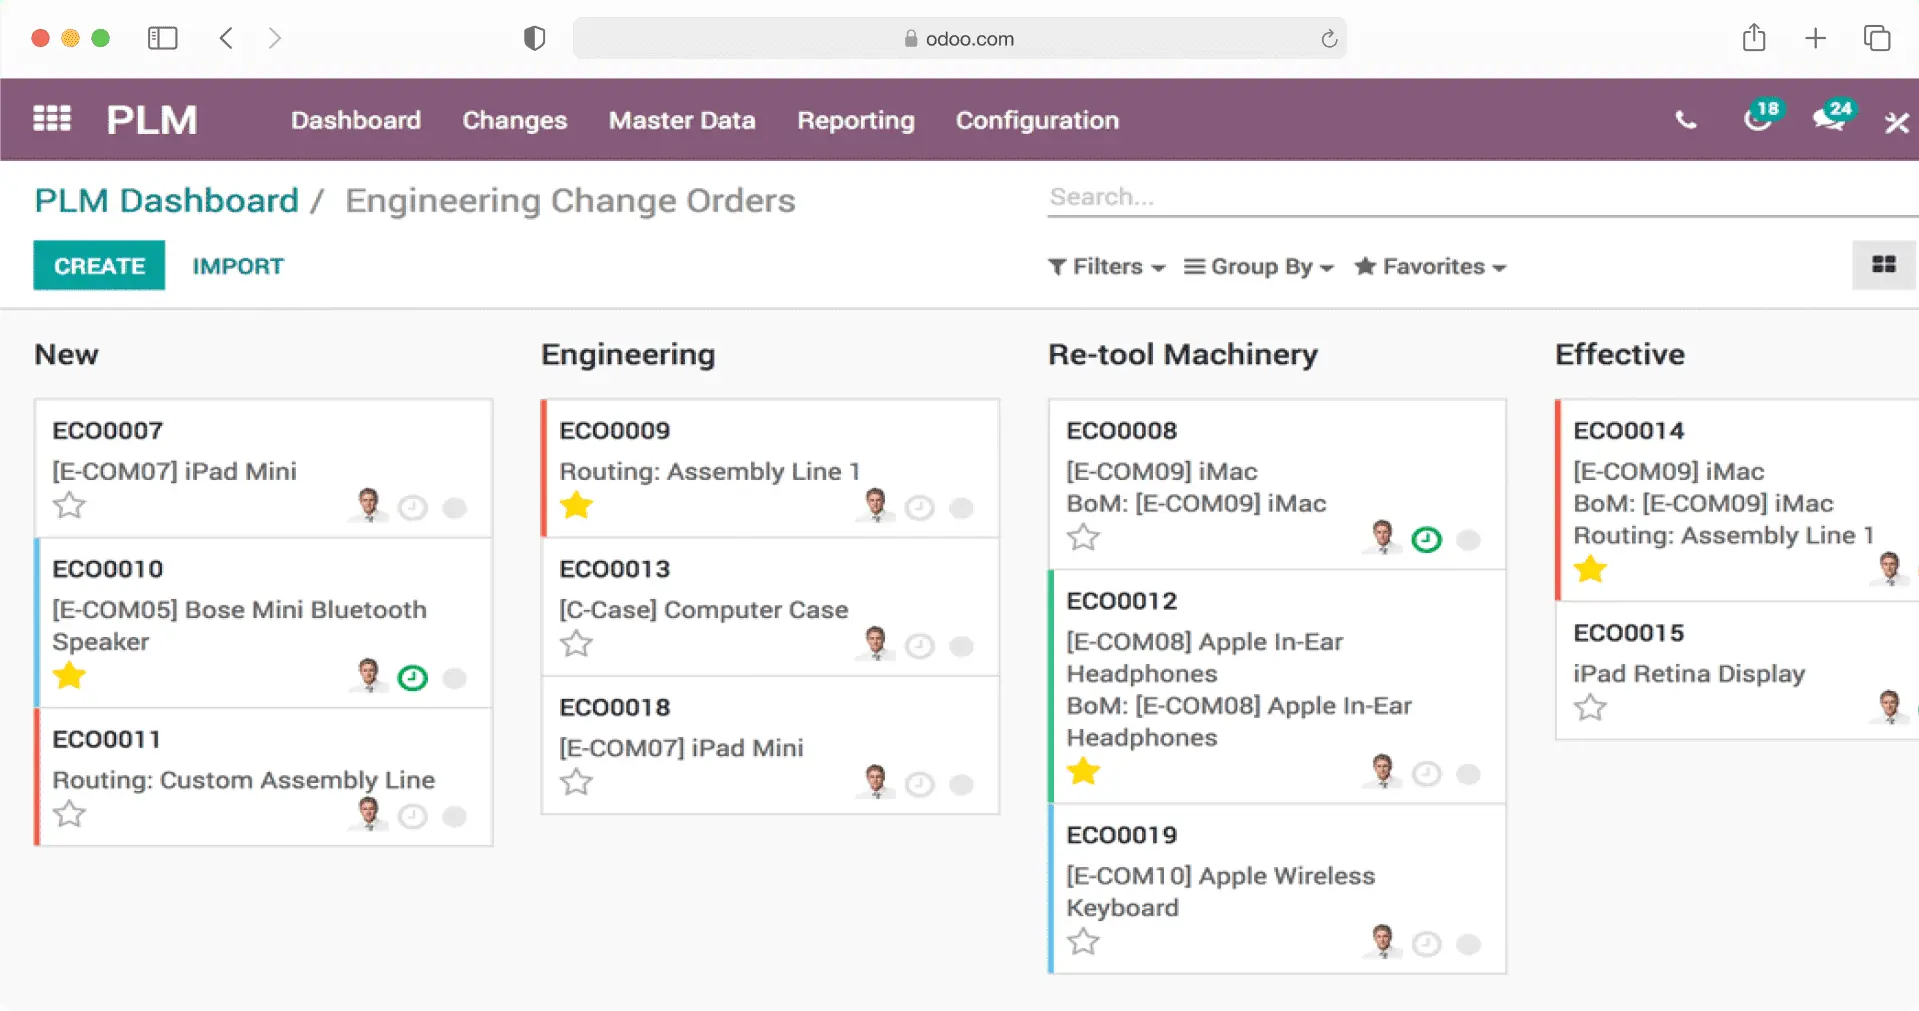 odoo.com
PLM Dashboard Changes Master Data Reporting Configuration 18 24
PLM Dashboard / Engineering Change Orders
Search...
CREATE IMPORT
Filters Group By Favorites
New
ECO0007
[E-COM07] iPad Mini
ECO0010
[E-COM05] Bose Mini Bluetooth
Speaker
ECO0011
Routing: Custom Assembly Line
Engineering
ECO0009
Routing: Assembly Line 1
ECO0013
[C-Case] Computer Case
ECO0018
[E-COM07] iPad Mini
Re-tool Machinery
ECO0008
[E-COM09] iMac
BoM: [E-COM09] iMac
ECO0012
[E-COM08] Apple In-Ear
Headphones
BoM: [E-COM08] Apple In-Ear
Headphones
ECO0019
[E-COM10] Apple Wireless
Keyboard
Effective
ECO0014
[E-COM09] iMac
BoM: [E-COM09] iMac
Routing: Assembly Line 1
ECO0015
iPad Retina Display